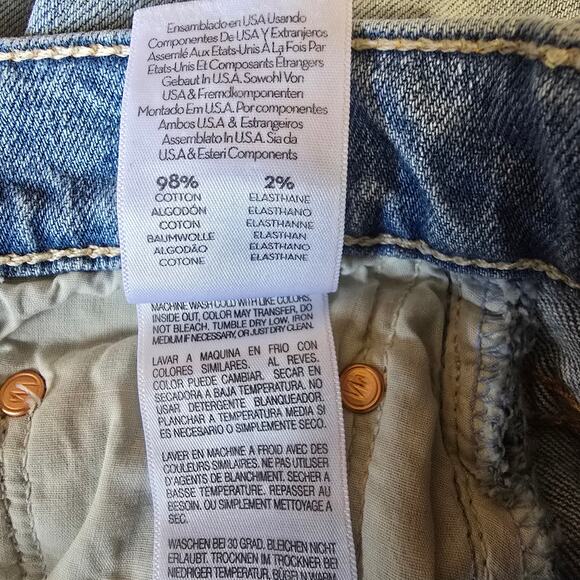 Ensamblado en USA Usando
Componentes De USA Y Extranjeros
Assemlé Aux Etats-Unis À La Fois Par
Etats-Unis Et Composants Étrangers
Gebaut In U.S.A. Sowohl Von
USA & Fremdkomponenten
Montado Em U.S.A. Por componentes
Ambos U.S.A & Estrangeiros
Assemblato In U.S.A. Sia da
U.S.A & Esteri Components
98% 2%
COTTON ELASTHANE
ALGODÓN ELASTHANO
COTON ELASTHANNE
BAUMWOLLE ELASTHAN
ALGODÃO ELASTHANO
COTONE ELASTHANE
MACHINE WASH COLD WITH LIKE COLORS,
INSIDE OUT, COLOR MAY TRANSFER, DO
NOT BLEACH. TUMBLE DRY LOW, IRON
MEDIUM IF NECESSARY, OR JUST DRY CLEAN.
LAVAR A MAQUINA EN FRIO CON
COLORES SIMILARES. AL REVES.
COLOR PUEDE CAMBIAR. SECAR EN
SECADORA A BAJA TEMPERATURA. NO
USAR DETERGENTE BLANQUEADOR.
PLANCHAR A TEMPERATURA MEDIA SI
ES NECESARIO O SIMPLEMENTE SECO.
LAVER EN MACHINE A FROID AVEC DES
COULEURS SIMILAIRES. NE PAS UTILISER
D'AGENTS DE BLANCHIMENT. SECHER A
BASSE TEMPÉRATURE. REPASSER AU
BESOIN. OU SIMPLEMENT METTOYAGE A
SEC.
WASCHEN BEI 30 GRAD. BLEICHEN NICHT
ERLAUBT. TROCKNEN IM TROCKNER BEI
NIEDRIGER TEMPERATUR, BÜGELN WARM